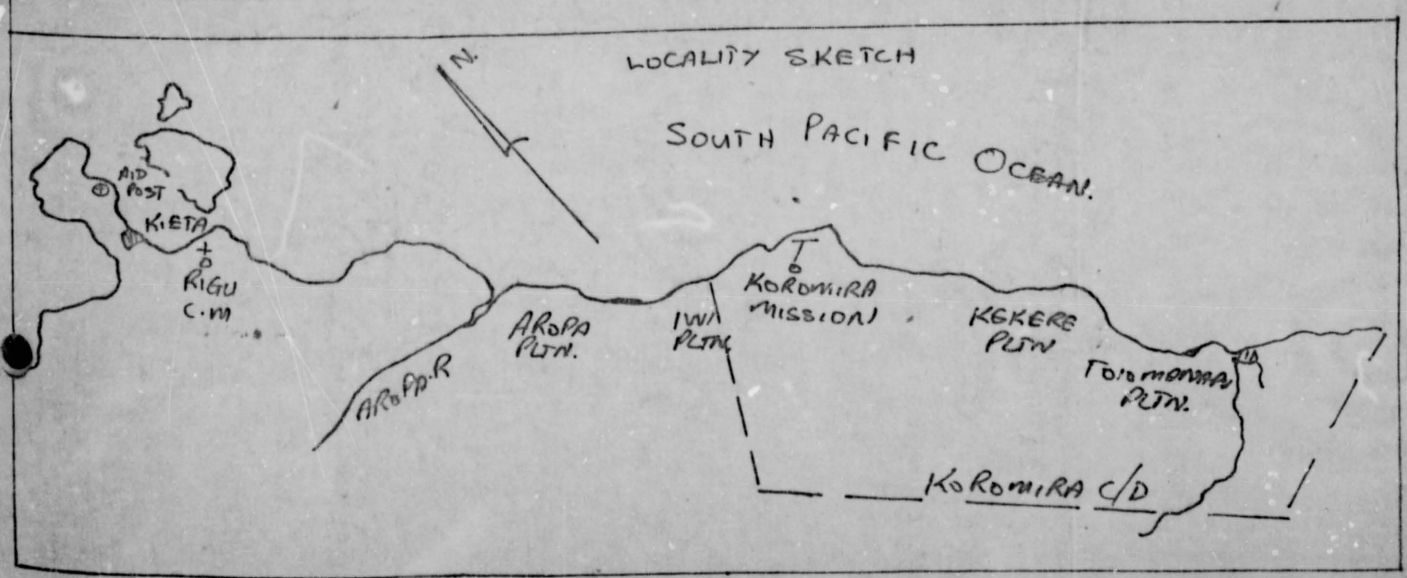 LOCALITY SKETCH
N.
SOUTH PACIFIC OCEAN.
AID
POST
KIETA
RIGU
C.M
AROPA.R
AROPA
PLTN.
IWI
PLTN
KOROMIRA
MISSION
KEKERE
PLTN
TOIOMONAPU
PLTN.
KOROMIRA C/D